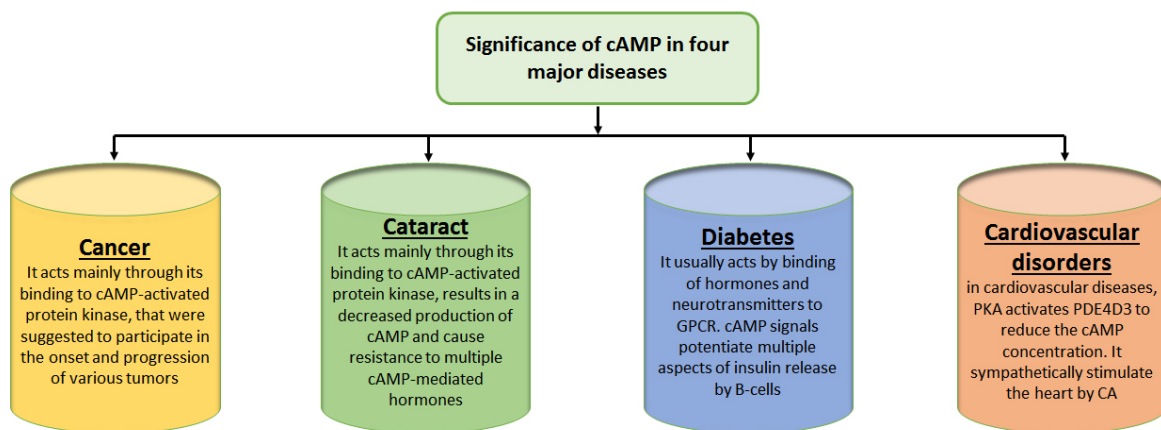 Significance of cAMP in four
major diseases
Cancer
It acts mainly through its
binding to cAMP-activated
protein kinase, that were
suggested to participate in
the onset and progression
of various tumors
Cataract
It acts mainly through its
binding to cAMP-activated
protein kinase, results in a
decreased production of
cAMP and cause
resistance to multiple
cAMP-mediated
hormones
Diabetes
It usually acts by binding
of hormones and
neurotransmitters to
GPCR. cAMP signals
potentiate multiple
aspects of insulin release
by B-cells
Cardiovascular
disorders
in cardiovascular diseases,
PKA activates PDE4D3 to
reduce the cAMP
concentration. It
sympathetically stimulate
the heart by CA